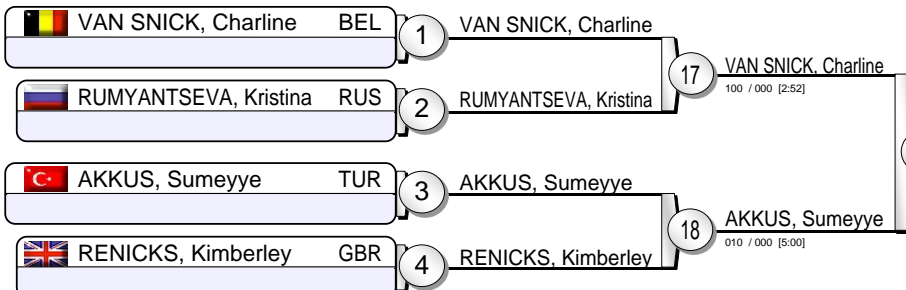 VAN SNICK, Charline BEL
1
VAN SNICK, Charline
17
VAN SNICK, Charline
100 / 000 [2:52]
RUMYANTSEVA, Kristina RUS
2
RUMYANTSEVA, Kristina
AKKUS, Sumeyye TUR
3
AKKUS, Sumeyye
18
AKKUS, Sumeyye
010 / 000 [5:00]
RENICKS, Kimberley GBR
4
RENICKS, Kimberley